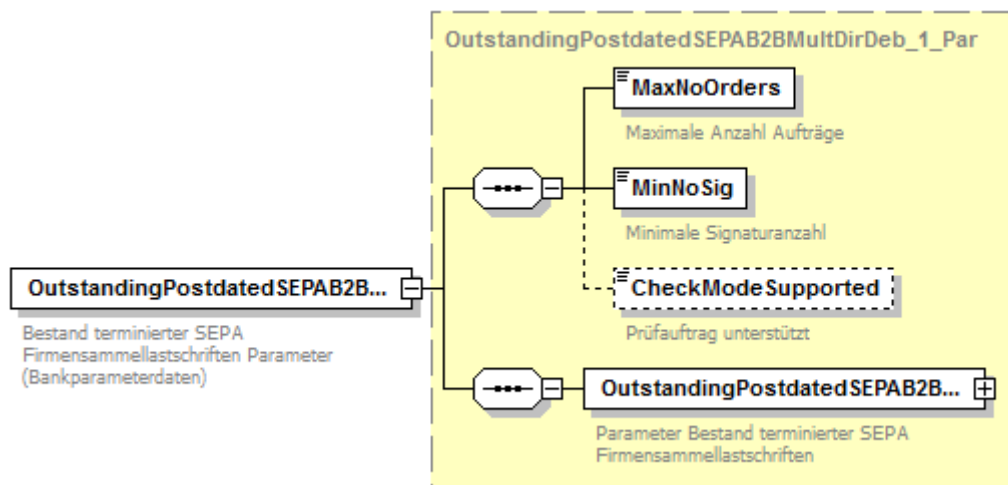 OutstandingPostdatedSEPAB2BMultDirDeb_1_Par
MaxNoOrders
Maximale Anzahl Aufträge
MinNoSig
Minimale Signaturanzahl
CheckModeSupported
Prüfauftrag unterstützt
OutstandingPostdatedSEPAB2B...
Bestand terminierter SEPA
Firmensammellastschriften Parameter
(Bankparameterdaten)
OutstandingPostdatedSEPAB2B...
Parameter Bestand terminierter SEPA
Firmensammellastschriften